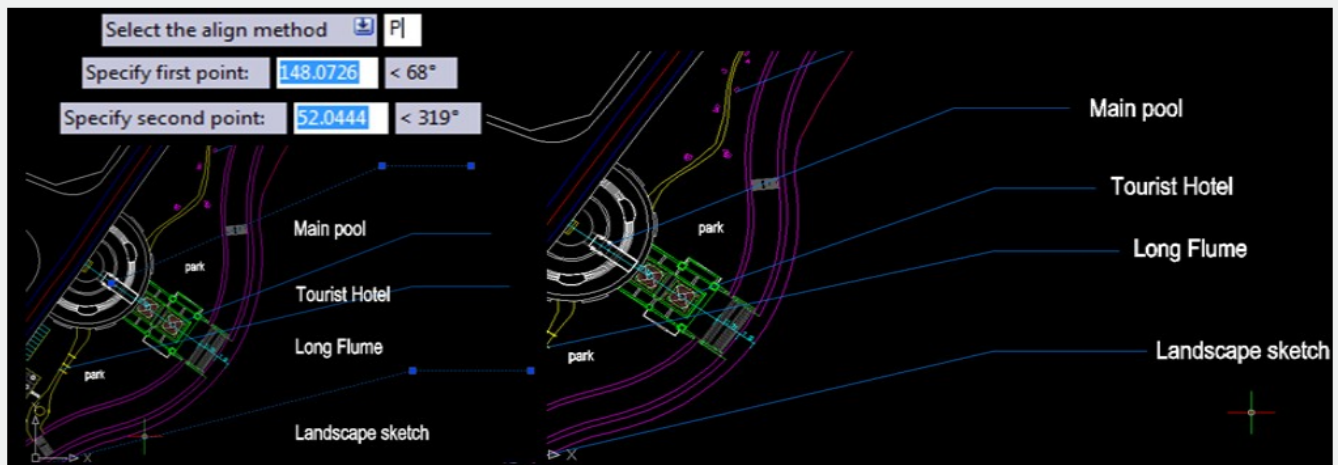 Select the align method P
Specify first point: 148.0726 < 68°
Specify second point: 52.0444 < 319°
Main pool
park
Tourist Hotel
Long Flume
park
Landscape sketch
X
Main pool
Tourist Hotel
park
Long Flume
park
Landscape sketch
X